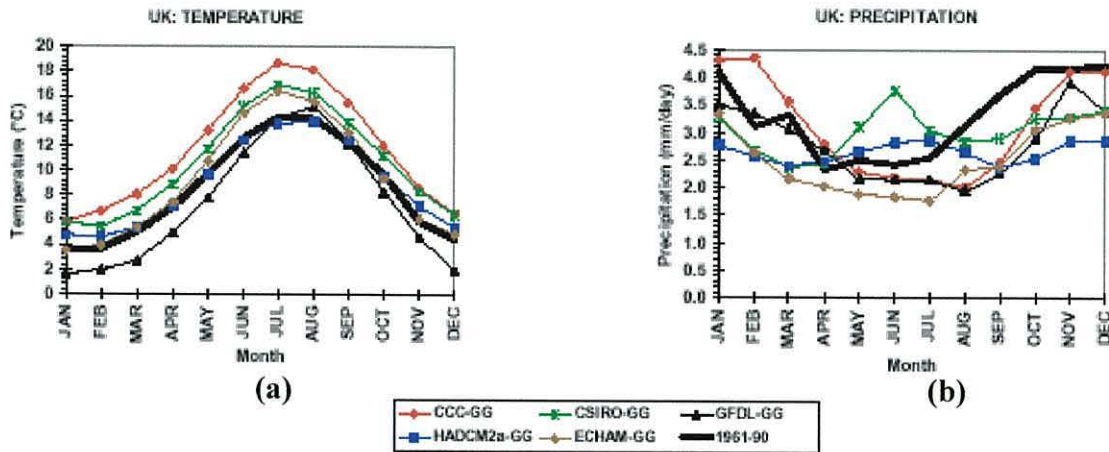 UK: TEMPERATURE
Temperature (°C)
20
18
16
14
12
10
8
6
4
2
0
JAN
FEB
MAR
APR
MAY
JUN
JUL
AUG
SEP
OCT
NOV
DEC
Month
(a)
UK: PRECIPITATION
Precipitation (mm/day)
4.5
4.0
3.5
3.0
2.5
2.0
1.5
1.0
0.5
0.0
JAN
FEB
MAR
APR
MAY
JUN
JUL
AUG
SEP
OCT
NOV
DEC
Month
(b)
CCC-GG CSIRO-GG GFDL-GG
HADCM2a-GG ECHAM-GG 1961-90